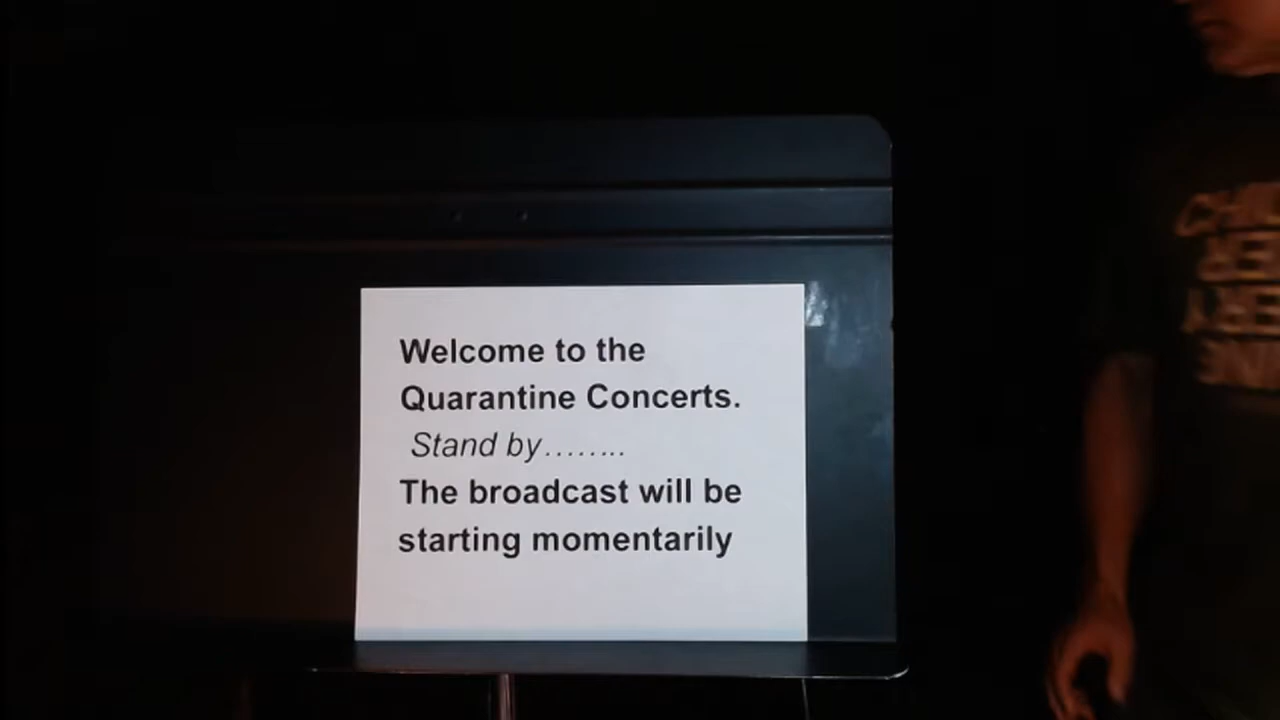 Welcome to the
Quarantine Concerts.
Stand by........
The broadcast will be
starting momentarily